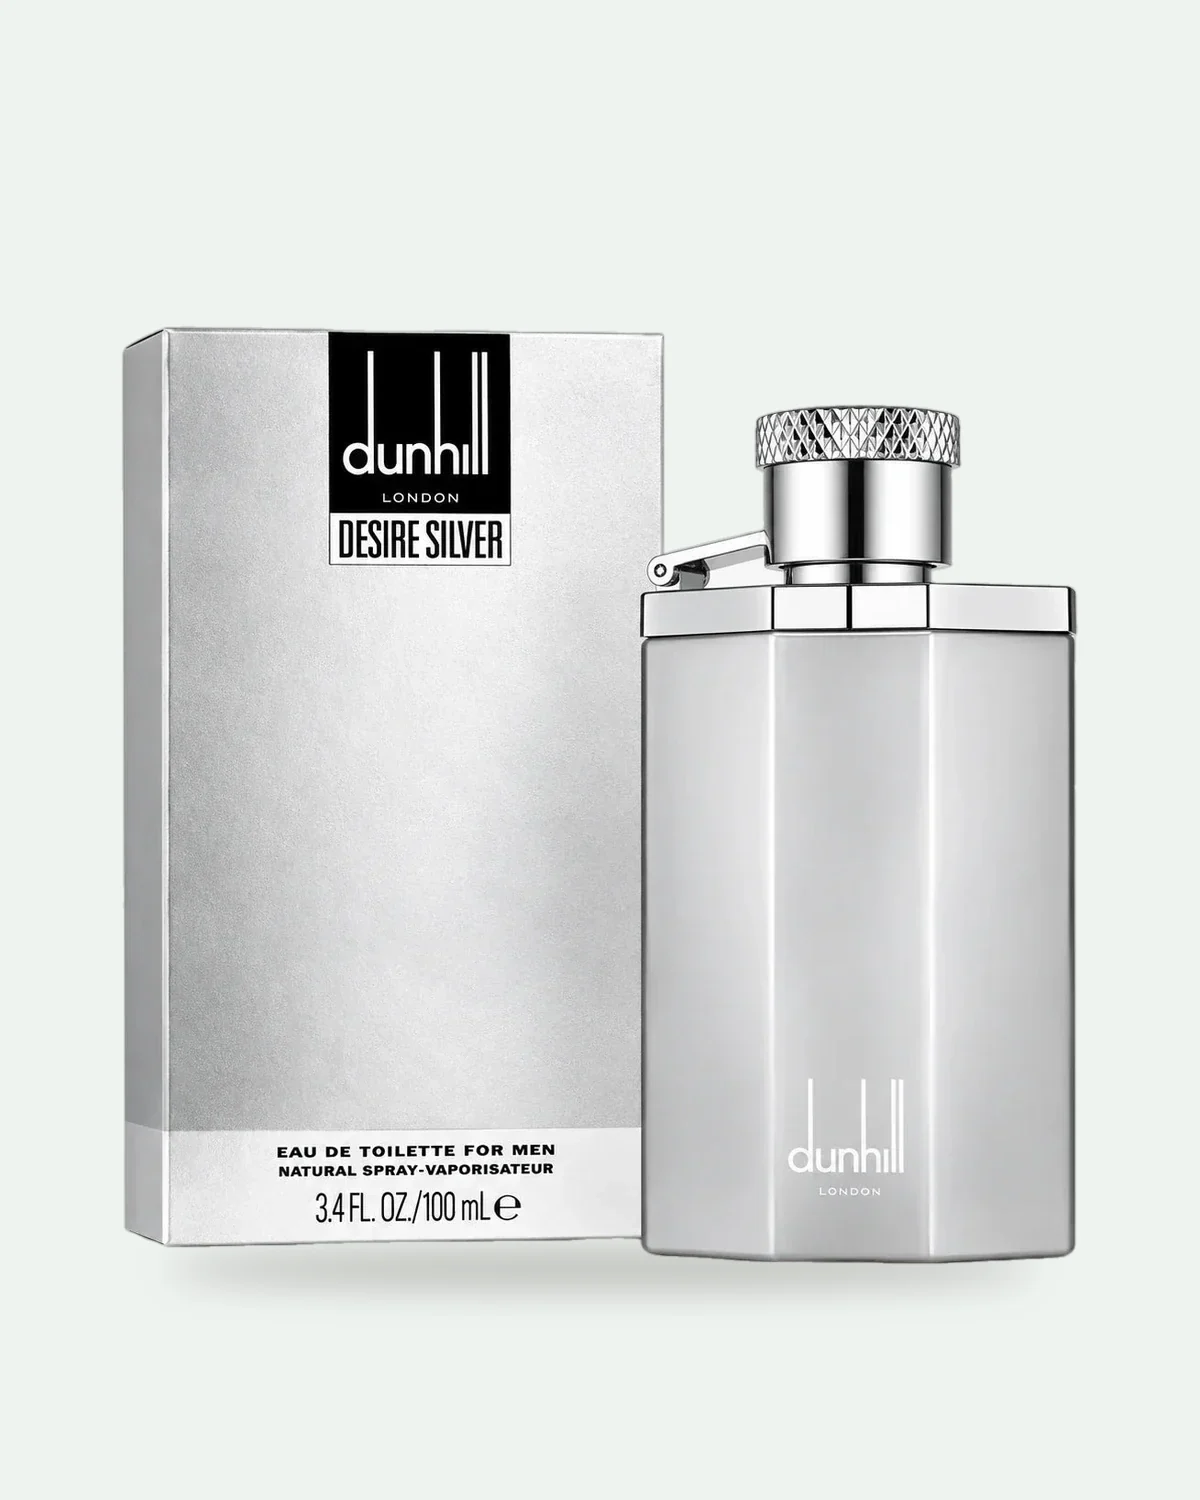 dunhill
LONDON
DESIRE SILVER
EAU DE TOILETTE FOR MEN
NATURAL SPRAY-VAPORISATEUR
3.4 FL. OZ./100 mL ℮
dunhill
LONDON